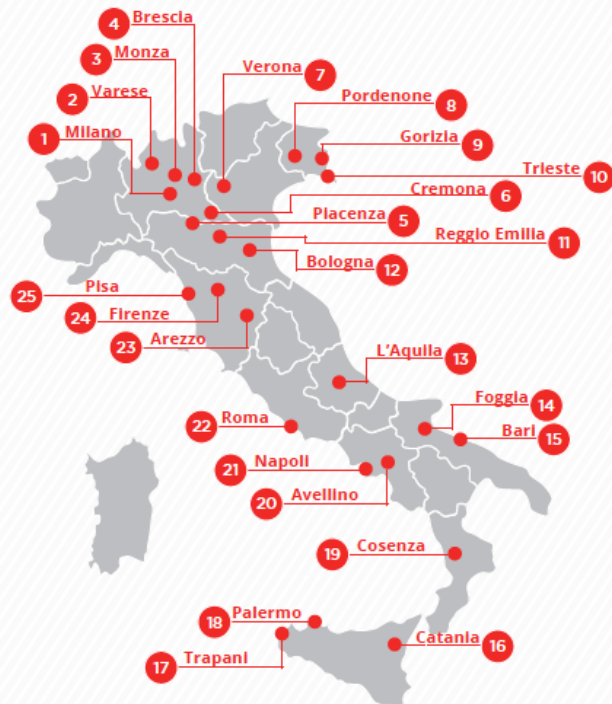 4 Brescia
3 Monza
Verona 7
2 Varese
Pordenone 8
1 Milano
Gorizia 9
Trieste 10
Cremona 6
Piacenza 5
Reggio Emilia 11
Bologna 12
25 Pisa
24 Firenze
23 Arezzo
L'Aquila 13
Foggia 14
22 Roma
Bari 15
21 Napoli
20 Avellino
19 Cosenza
18 Palermo
Catania 16
17 Trapani